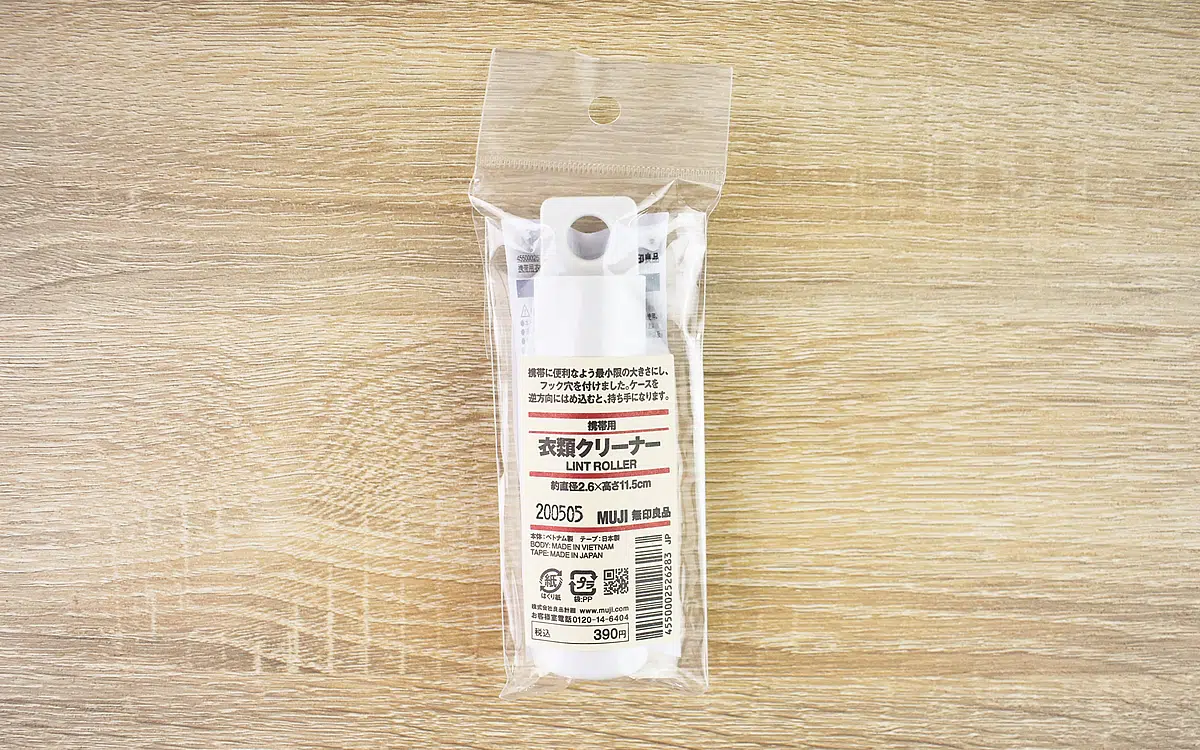 携帯に便利なよう最小限の大きさにし、
フック穴を付けました。ケースを
逆方向にはめ込むと、持ち手になります。
携帯用
衣類クリーナー
LINT ROLLER
約直径2.6×高さ11.5cm
200505 MUJI 無印良品
本体:ベトナム製 テープ:日本製
BODY: MADE IN VIETNAM
TAPE: MADE IN JAPAN
紙
はくり紙
プラ
袋:PP
株式会社良品計画 www.muji.com
お客様室電話0120-14-6404
税込 390円
4550002526283 JP